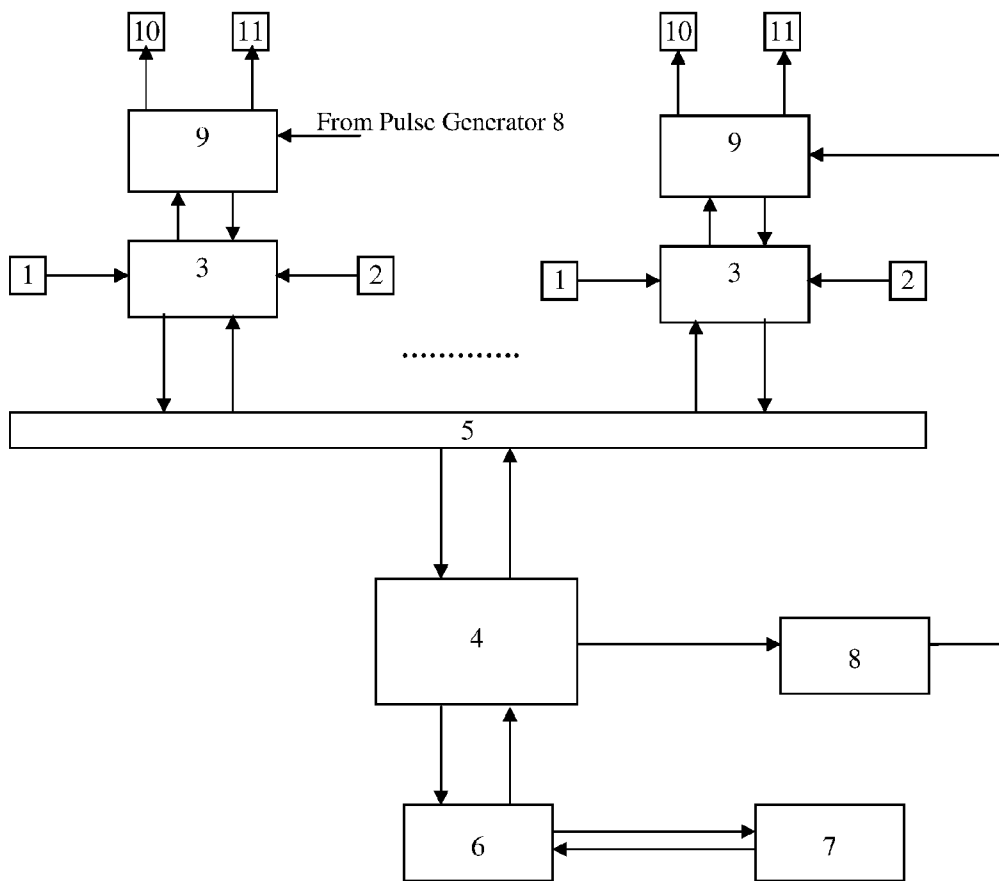 10 11 10 11
From Pulse Generator 8
9 9
3 3
1 2 1 2
............
5
4
8
6 7